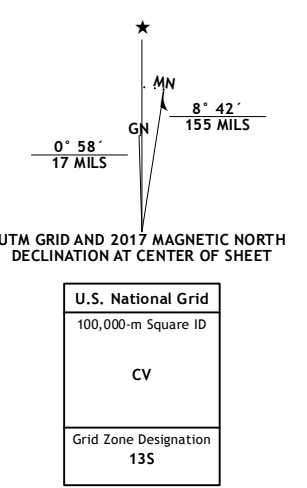 MN
GN
8° 42´
155 MILS
0° 58´
17 MILS
UTM GRID AND 2017 MAGNETIC NORTH
DECLINATION AT CENTER OF SHEET
U.S. National Grid
100,000-m Square ID
CV
Grid Zone Designation
13S